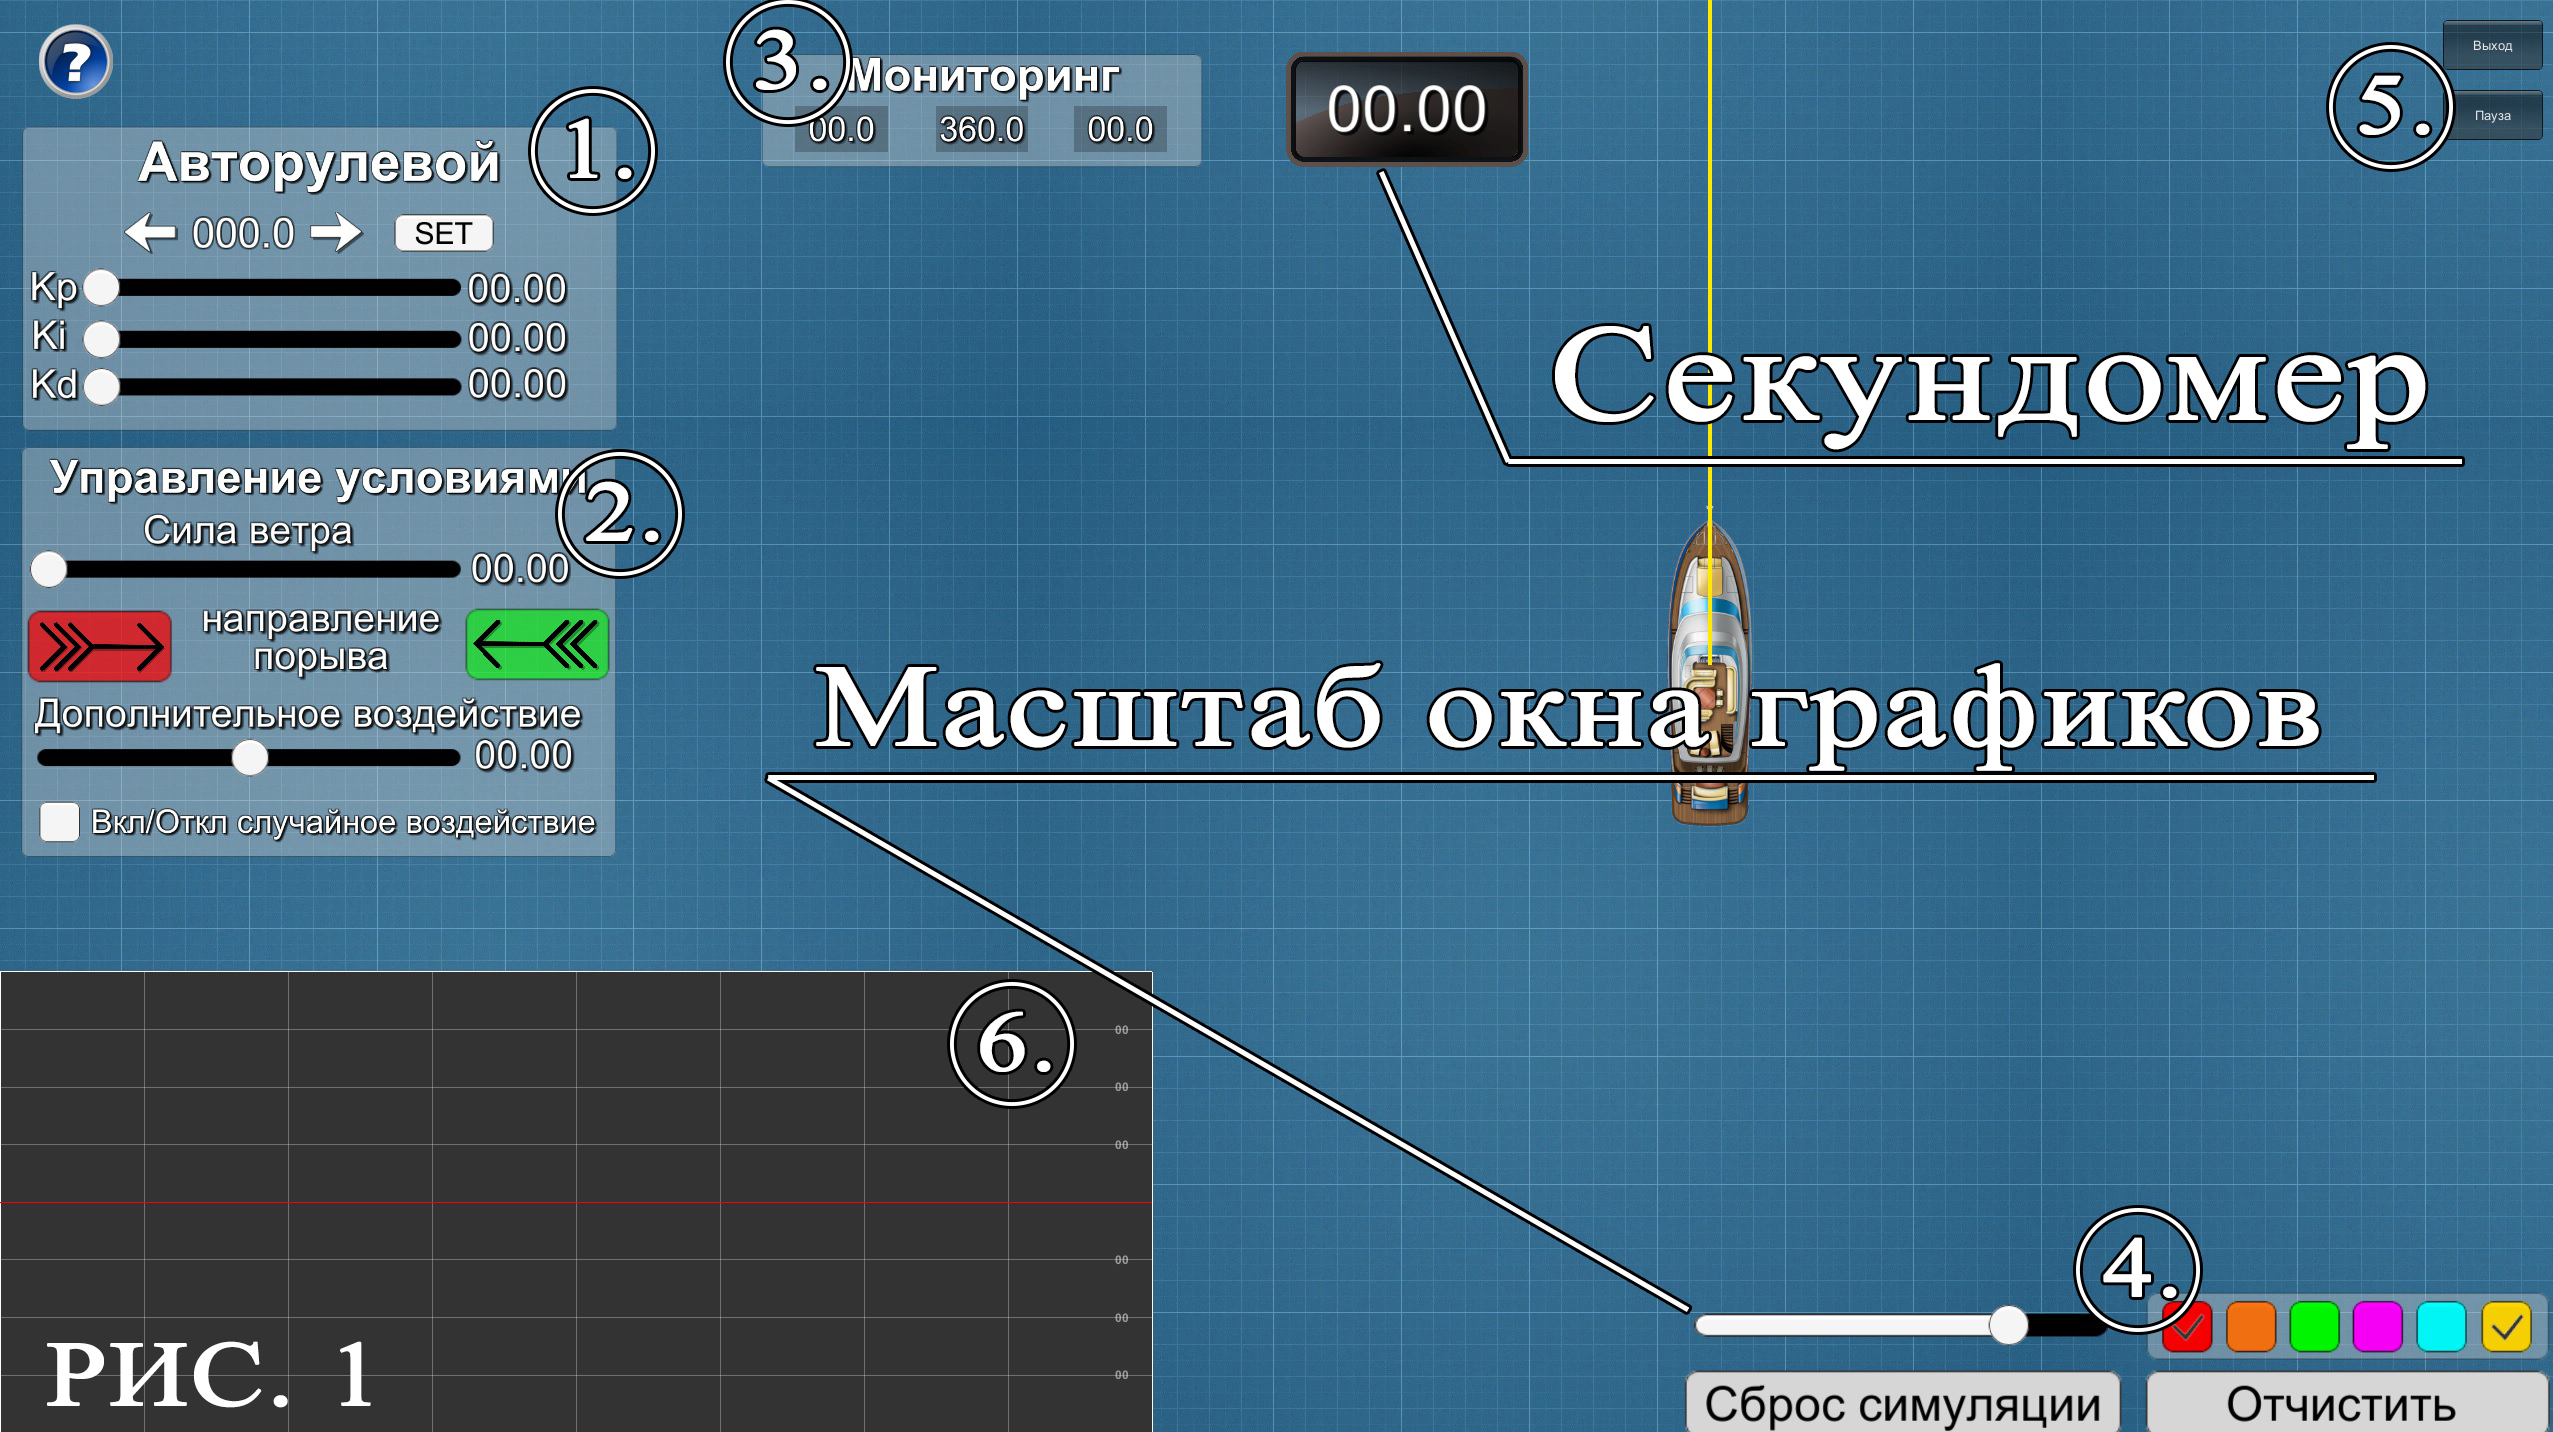 ?
3.
Мониторинг
00.0 360.0 00.0
00.00
Выход
5.
Пауза
1.
Авторулевой
000.0 SET
Kp 00.00
Ki 00.00
Kd 00.00
Секундомер
Управление условиями
2.
Сила ветра
00.00
направление
порыва
Дополнительное воздействие
00.00
Вкл/Откл случайное воздействие
Масштаб окна графиков
6.
00
00
00
00
00
00
РИС. 1
4.
Сброс симуляции
Отчистить